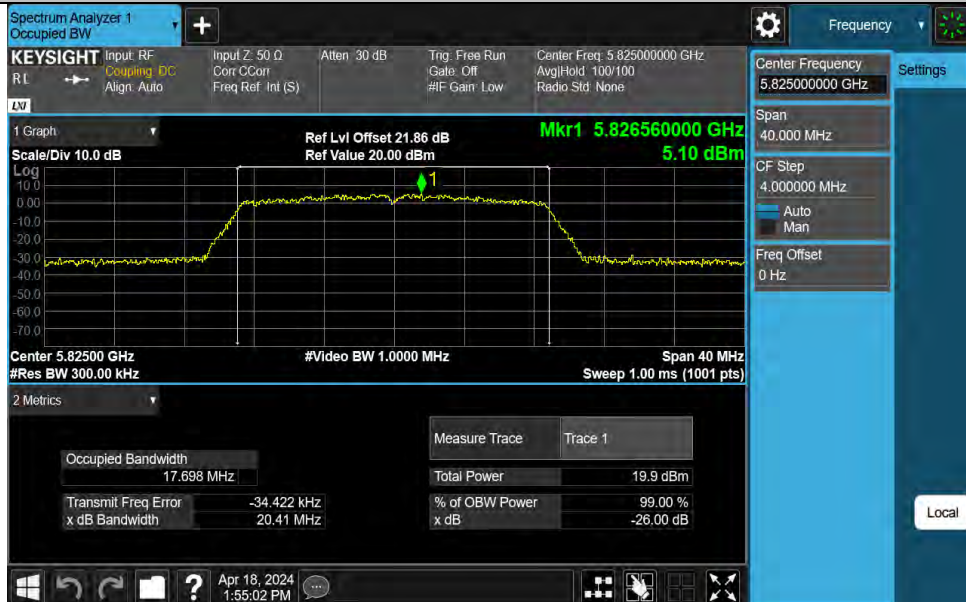 Spectrum Analyzer 1
Occupied BW
Frequency
KEYSIGHT
Input: RF
Coupling: DC
Align: Auto
Input Z: 50 Ω
Corr CCorr
Freq Ref: Int (S)
Atten: 30 dB
Trig: Free Run
Gate: Off
#IF Gain: Low
Center Freq: 5.825000000 GHz
Avg|Hold: 100/100
Radio Std: None
LXI
Center Frequency
5.825000000 GHz
Settings
Span
40.000 MHz
CF Step
4.000000 MHz
Auto
Man
Freq Offset
0 Hz
Local
1 Graph
Scale/Div 10.0 dB
Ref Lvl Offset 21.86 dB
Ref Value 20.00 dBm
Mkr1 5.826560000 GHz
5.10 dBm
Log
1
10.0
0.00
-10.0
-20.0
-30.0
-40.0
-50.0
-60.0
-70.0
Center 5.82500 GHz
#Video BW 1.0000 MHz
Span 40 MHz
#Res BW 300.00 kHz
Sweep 1.00 ms (1001 pts)
2 Metrics
Measure Trace
Trace 1
Occupied Bandwidth
17.698 MHz
Total Power
19.9 dBm
Transmit Freq Error
-34.422 kHz
% of OBW Power
99.00 %
x dB Bandwidth
20.41 MHz
x dB
-26.00 dB
Apr 18, 2024
1:55:02 PM